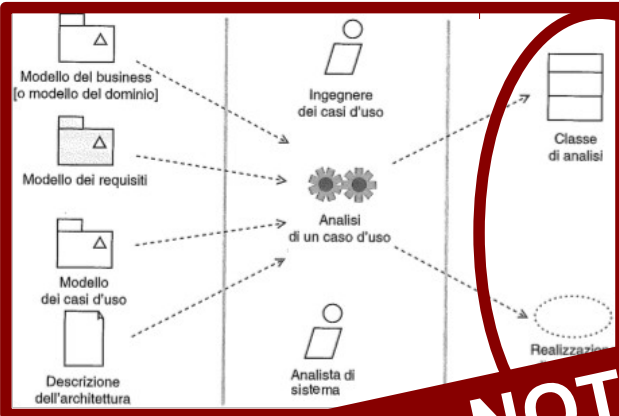 Modello del business
[o modello del dominio]
Modello dei requisiti
Modello
dei casi d'uso
Descrizione
dell'architettura
Ingegnere
dei casi d'uso
Analisi
di un caso d'uso
Analista di
sistema
Classe
di analisi
NOT